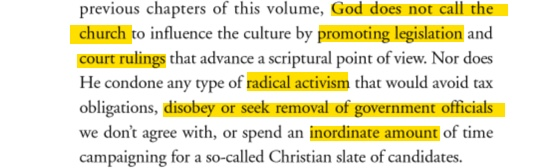 previous chapters of this volume, God does not call the
church to influence the culture by promoting legislation and
court rulings that advance a scriptural point of view. Nor does
He condone any type of radical activism that would avoid tax
obligations, disobey or seek removal of government officials
we don't agree with, or spend an inordinate amount of time
campaigning for a so-called Christian slate of candidates.